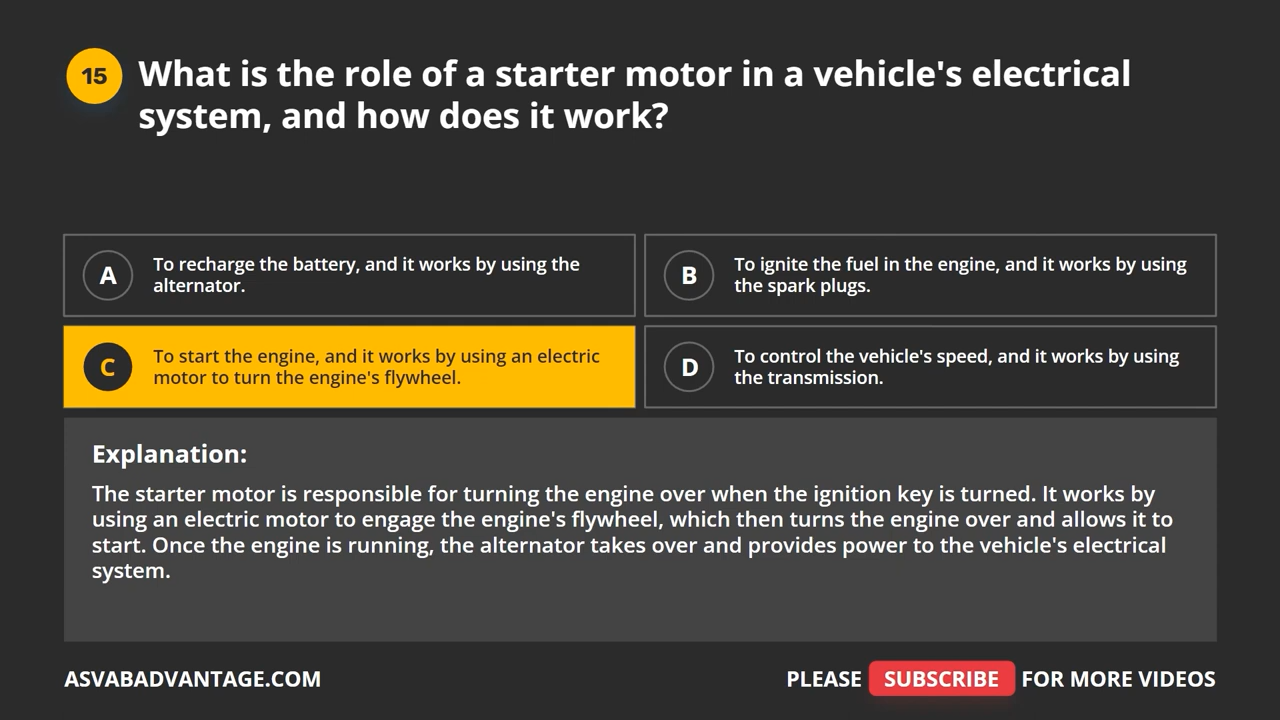 15
What is the role of a starter motor in a vehicle's electrical
system, and how does it work?
A
To recharge the battery, and it works by using the
alternator.
B
To ignite the fuel in the engine, and it works by using
the spark plugs.
C
To start the engine, and it works by using an electric
motor to turn the engine's flywheel.
D
To control the vehicle's speed, and it works by using
the transmission.
Explanation:
The starter motor is responsible for turning the engine over when the ignition key is turned. It works by
using an electric motor to engage the engine's flywheel, which then turns the engine over and allows it to
start. Once the engine is running, the alternator takes over and provides power to the vehicle's electrical
system.
ASVABADVANTAGE.COM
PLEASE SUBSCRIBE FOR MORE VIDEOS